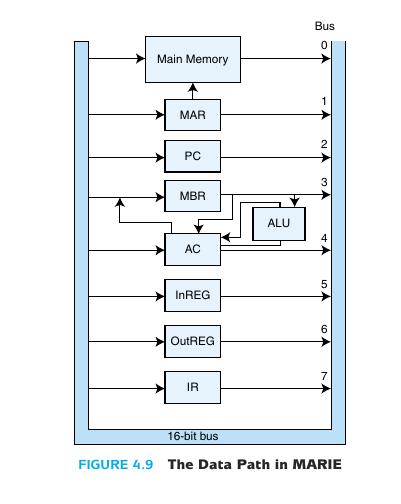 Bus
0
Main Memory
1
MAR
2
PC
3
MBR
ALU
4
AC
5
InREG
6
OutREG
7
IR
16-bit bus
FIGURE 4.9 The Data Path in MARIE